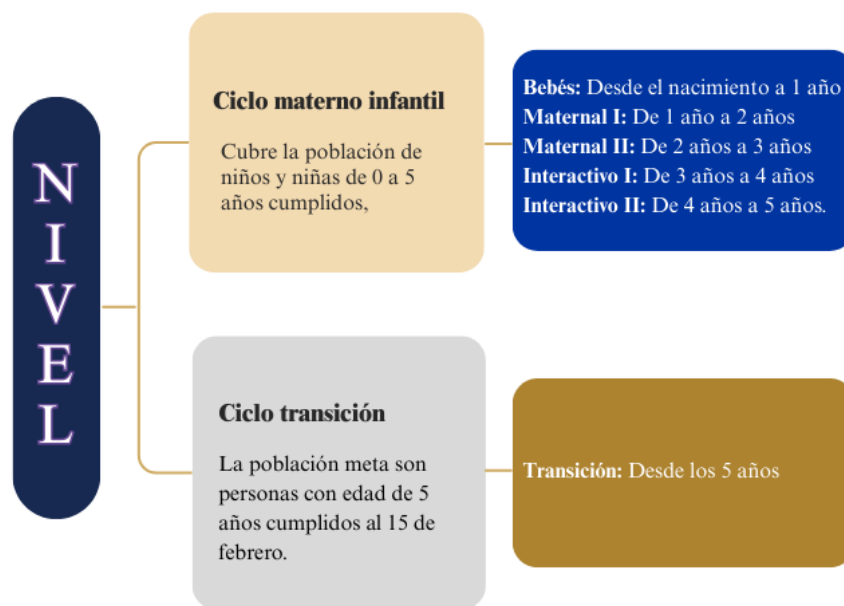 NIVEL
Ciclo materno infantil
Cubre la población de
niños y niñas de 0 a 5
años cumplidos,
Bebés: Desde el nacimiento a 1 año
Maternal I: De 1 año a 2 años
Maternal II: De 2 años a 3 años
Interactivo I: De 3 años a 4 años
Interactivo II: De 4 años a 5 años.
Ciclo transición
La población meta son
personas con edad de 5
años cumplidos al 15 de
febrero.
Transición: Desde los 5 años